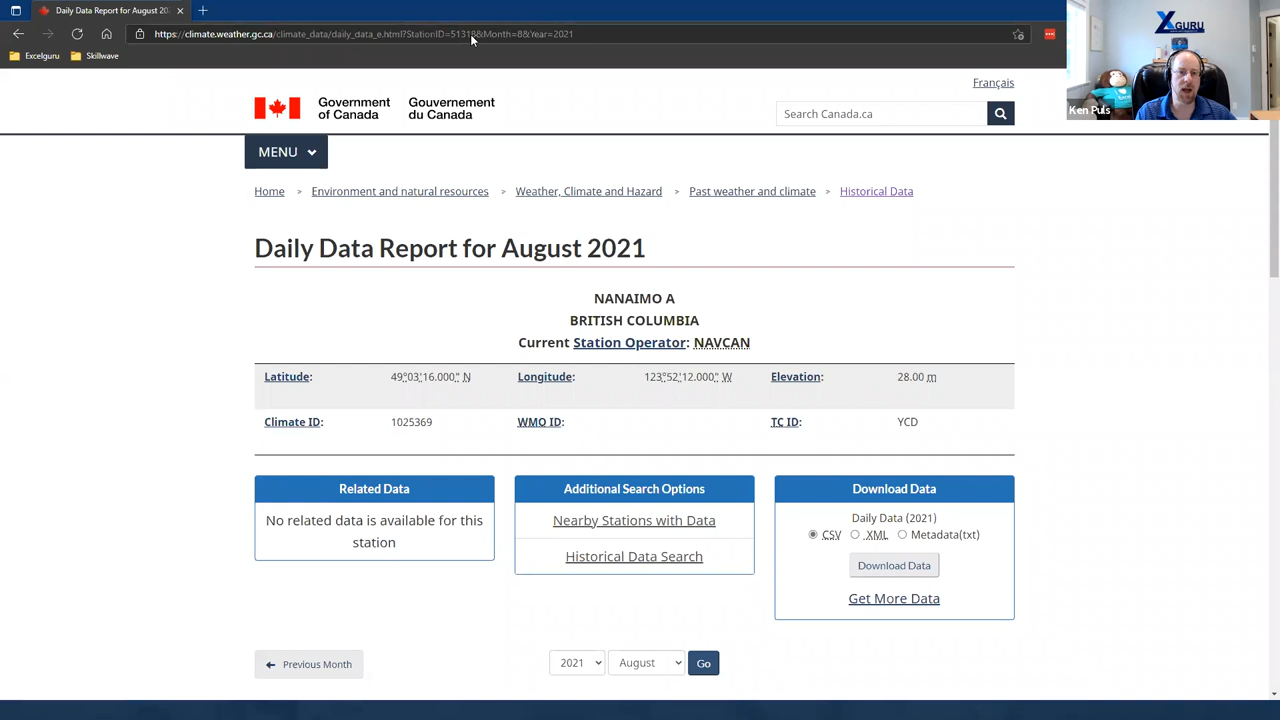 Daily Data Report for August 202
https://climate.weather.gc.ca/climate_data/daily_data_e.html?StationID=51318&Month=8&Year=2021
Excelguru
Skillwave
XGURU
Ken Puls
Français
Government of Canada
Gouvernement du Canada
Search Canada.ca
MENU
Home > Environment and natural resources > Weather, Climate and Hazard > Past weather and climate > Historical Data
Daily Data Report for August 2021
NANAIMO A
BRITISH COLUMBIA
Current Station Operator: NAVCAN
Latitude: 49°03'16.000" N Longitude: 123°52'12.000" W Elevation: 28.00 m
Climate ID: 1025369 WMO ID: TC ID: YCD
Related Data
No related data is available for this
station
Additional Search Options
Nearby Stations with Data
Historical Data Search
Download Data
Daily Data (2021)
CSV XML Metadata(txt)
Download Data
Get More Data
Previous Month
2021 August Go